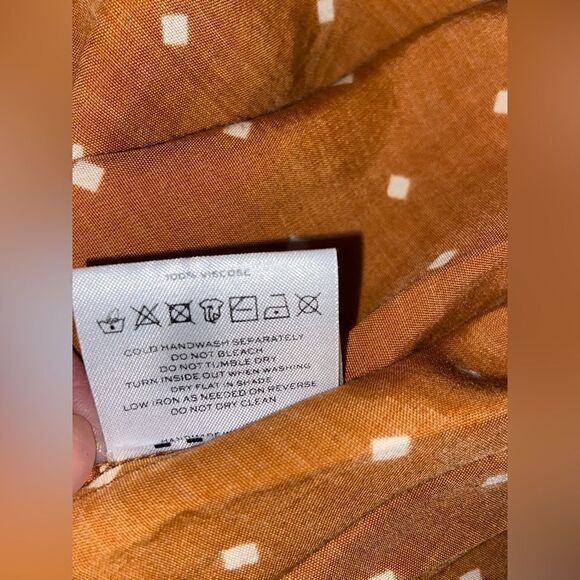 100% VISCOSE
COLD HANDWASH SEPARATELY
DO NOT BLEACH
DO NOT TUMBLE DRY
TURN INSIDE OUT WHEN WASHING
DRY FLAT IN SHADE
LOW IRON AS NEEDED ON REVERSE
DO NOT DRY CLEAN
HANDMADE